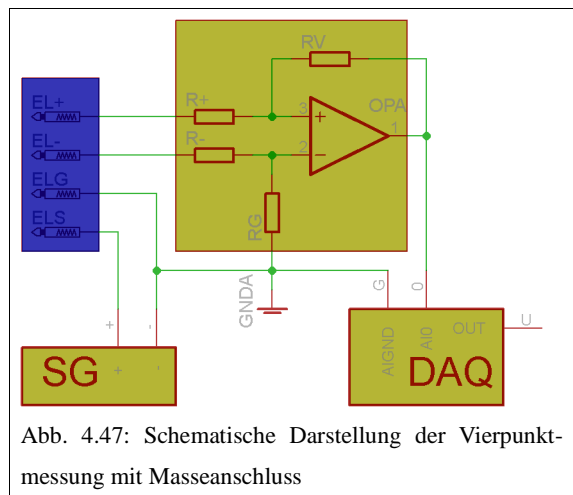 RV
EL+
R+
3
+
OPA
1
EL-
R-
2
−
ELG
ELS
RG
GNDA
G
0
U
+
-
+
-
SG
AIGND
AI0
OUT
DAQ
Abb. 4.47: Schematische Darstellung der Vierpunkt-
messung mit Masseanschluss